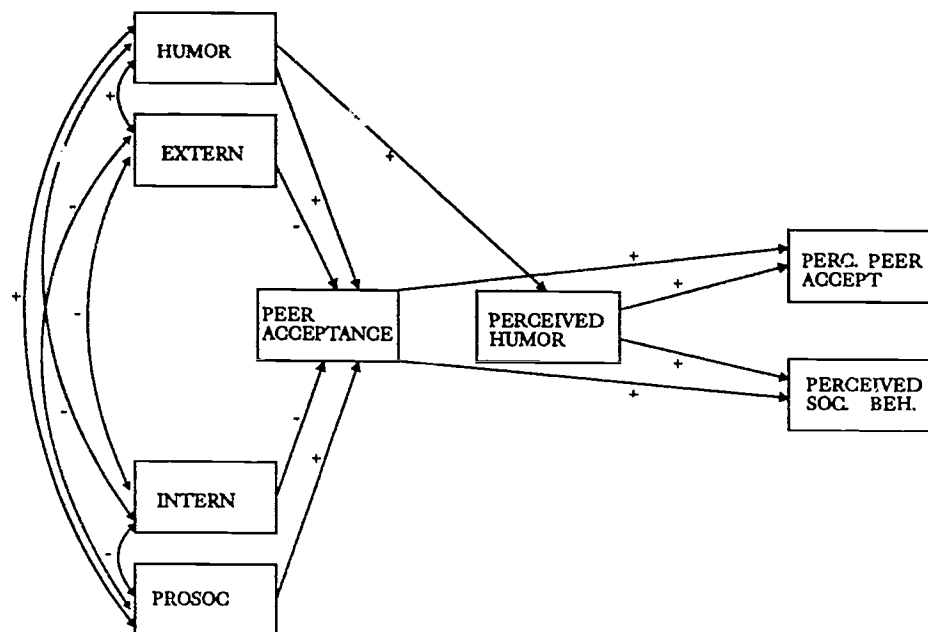 HUMOR
+
EXTERN
+
+
-
-
-
+
+
PERC. PEER
ACCEPT
+
-
PEER
ACCEPTANCE
PERCEIVED
HUMOR
+
+
PERCEIVED
SOC. BEH.
-
-
+
INTERN
-
PROSOC